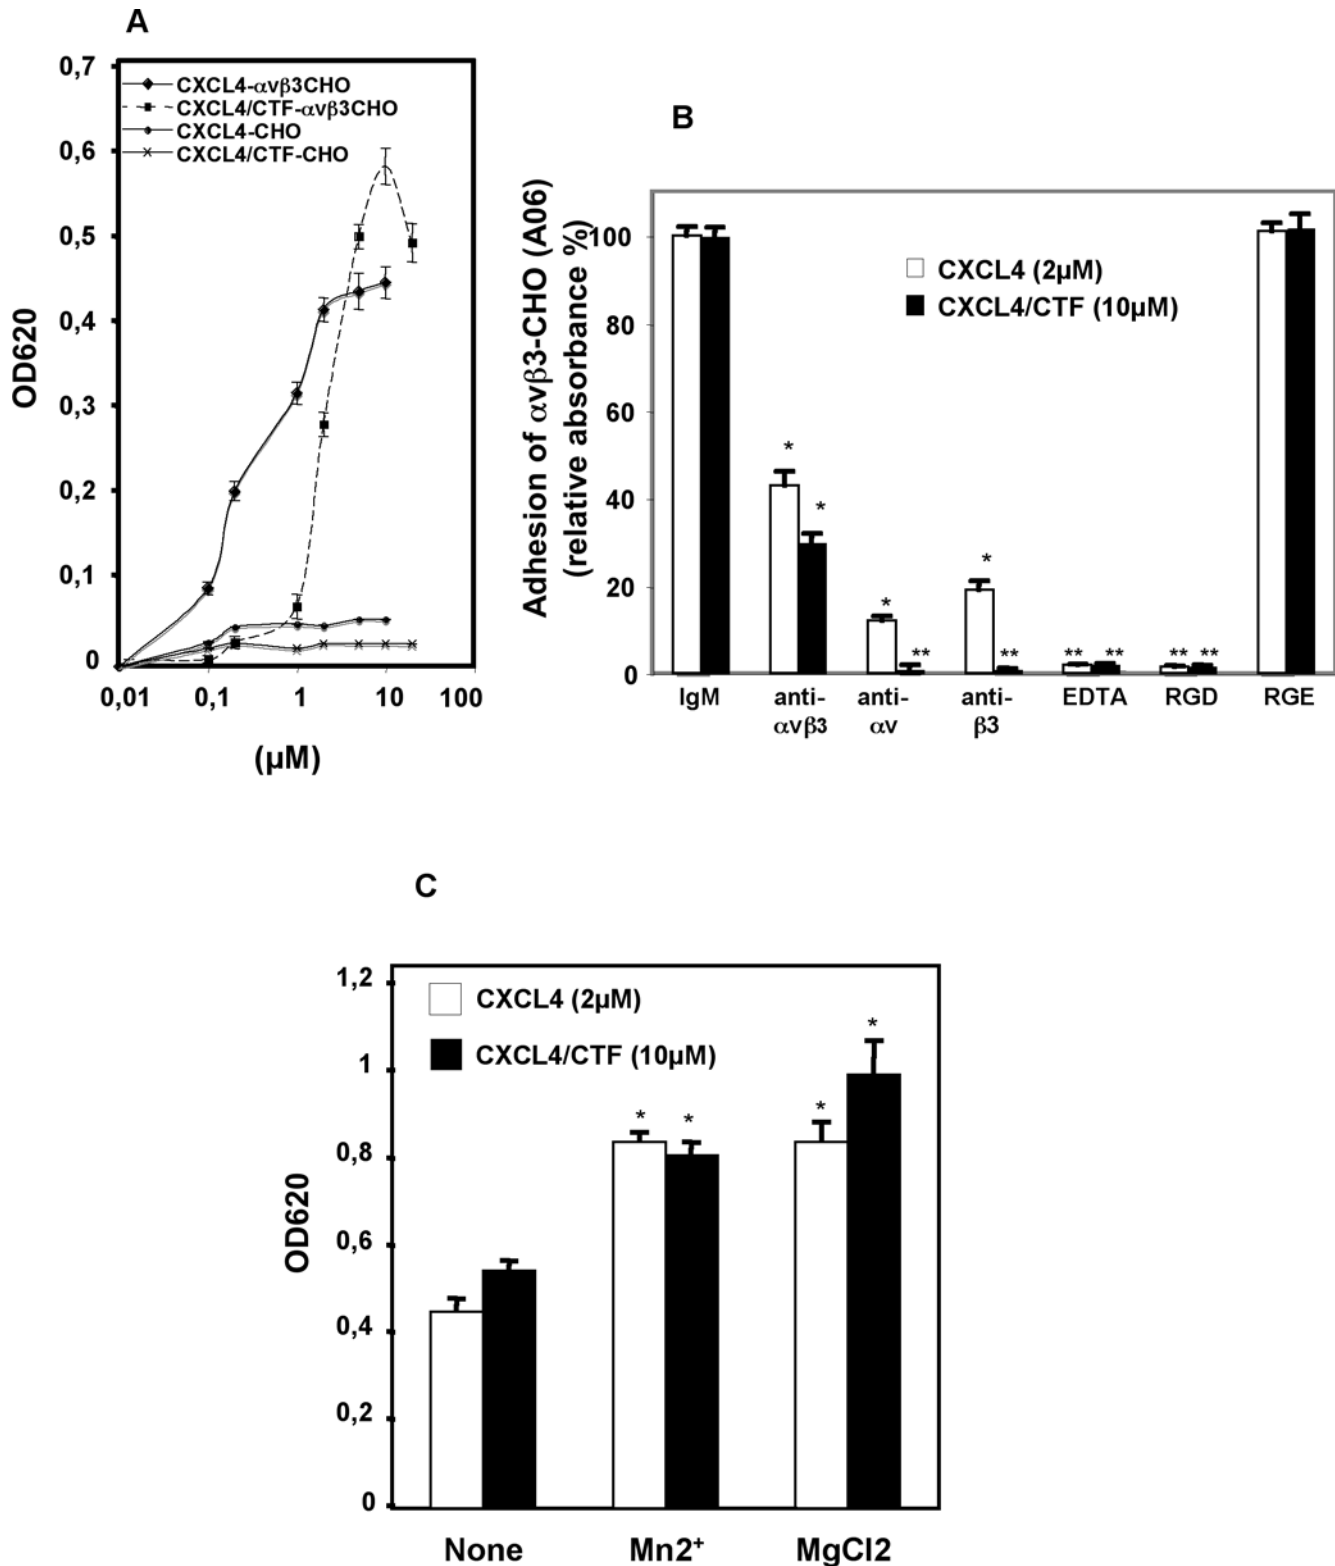 A
0,7
0,6
0,5
0,4
0,3
0,2
0,1
0
OD620
CXCL4-αvβ3CHO
CXCL4/CTF-αvβ3CHO
CXCL4-CHO
CXCL4/CTF-CHO
0,01 0,1 1 10 100
(µM)
B
Adhesion of αvβ3-CHO (A06)
(relative absorbance %)
100
80
60
40
20
0
CXCL4 (2µM)
CXCL4/CTF (10µM)
* * * ** * ** ** ** ** **
IgM anti-αvβ3 anti-αv anti-β3 EDTA RGD RGE
C
1,2
1
0,8
0,6
0,4
0,2
0
OD620
CXCL4 (2µM)
CXCL4/CTF (10µM)
* * * *
None Mn2⁺ MgCl2